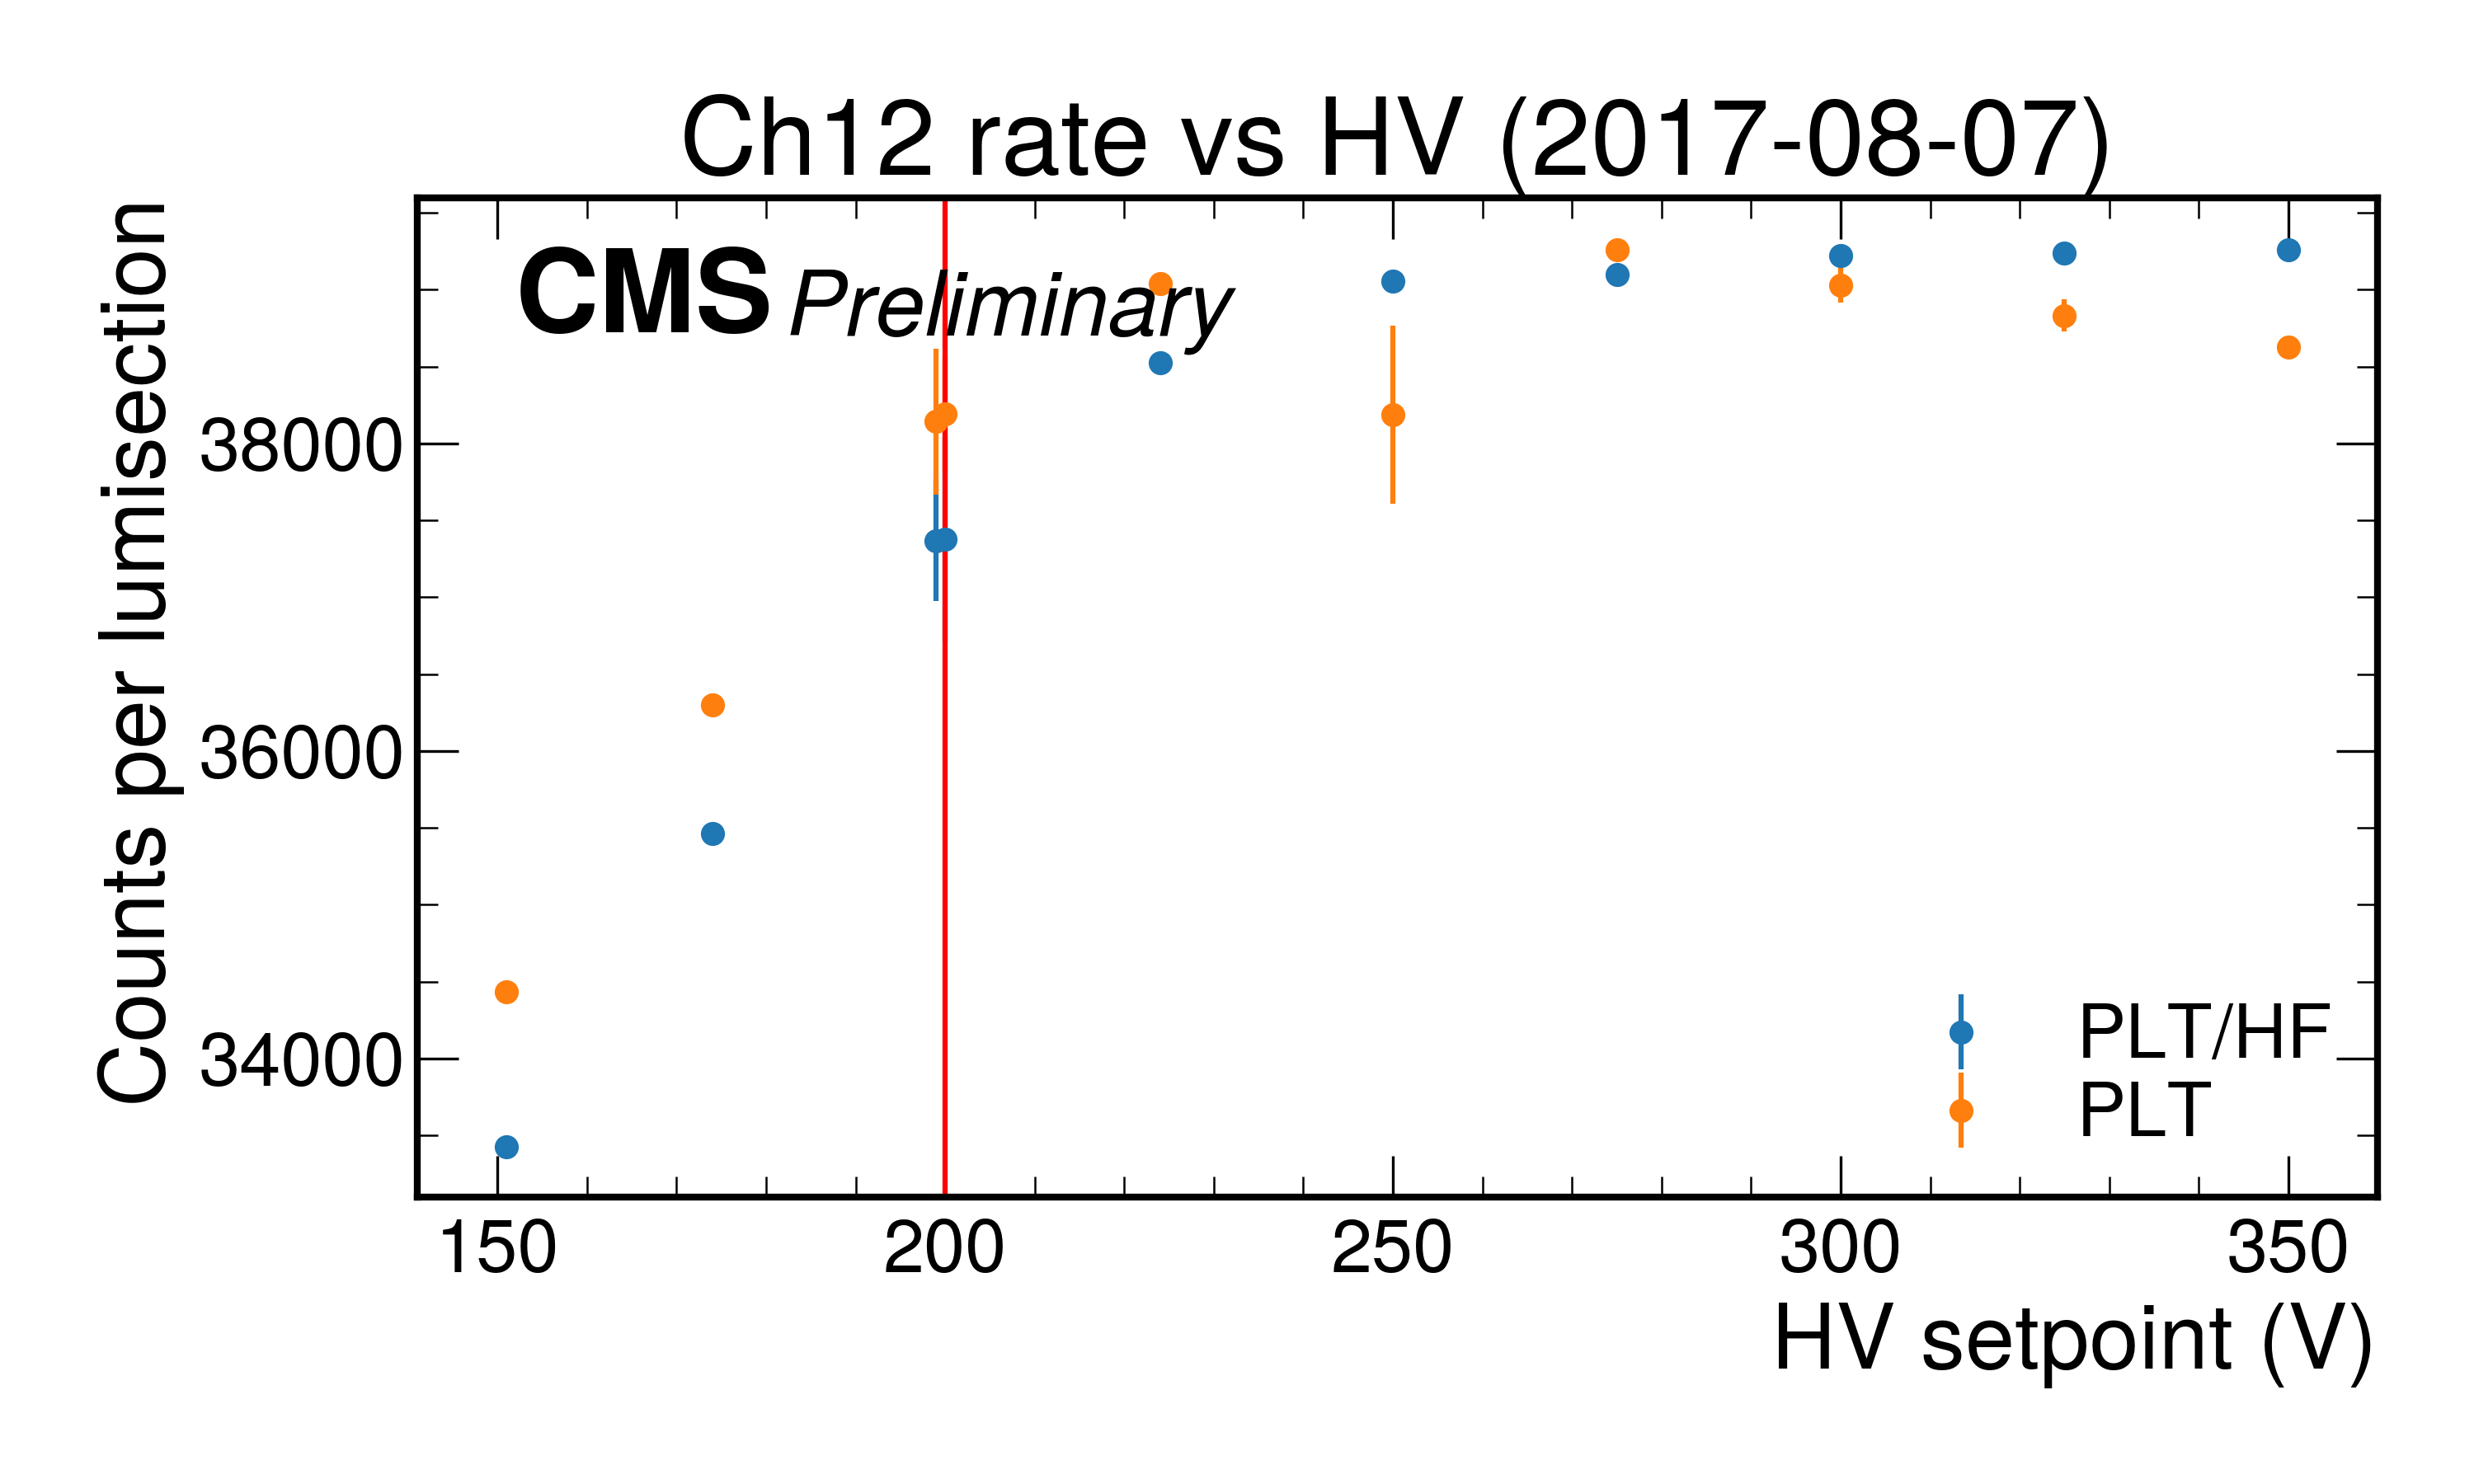 Ch12 rate vs HV (2017-08-07)
CMS Preliminary
Counts per lumisection
38000
36000
34000
PLT/HF
PLT
150 200 250 300 350
HV setpoint (V)